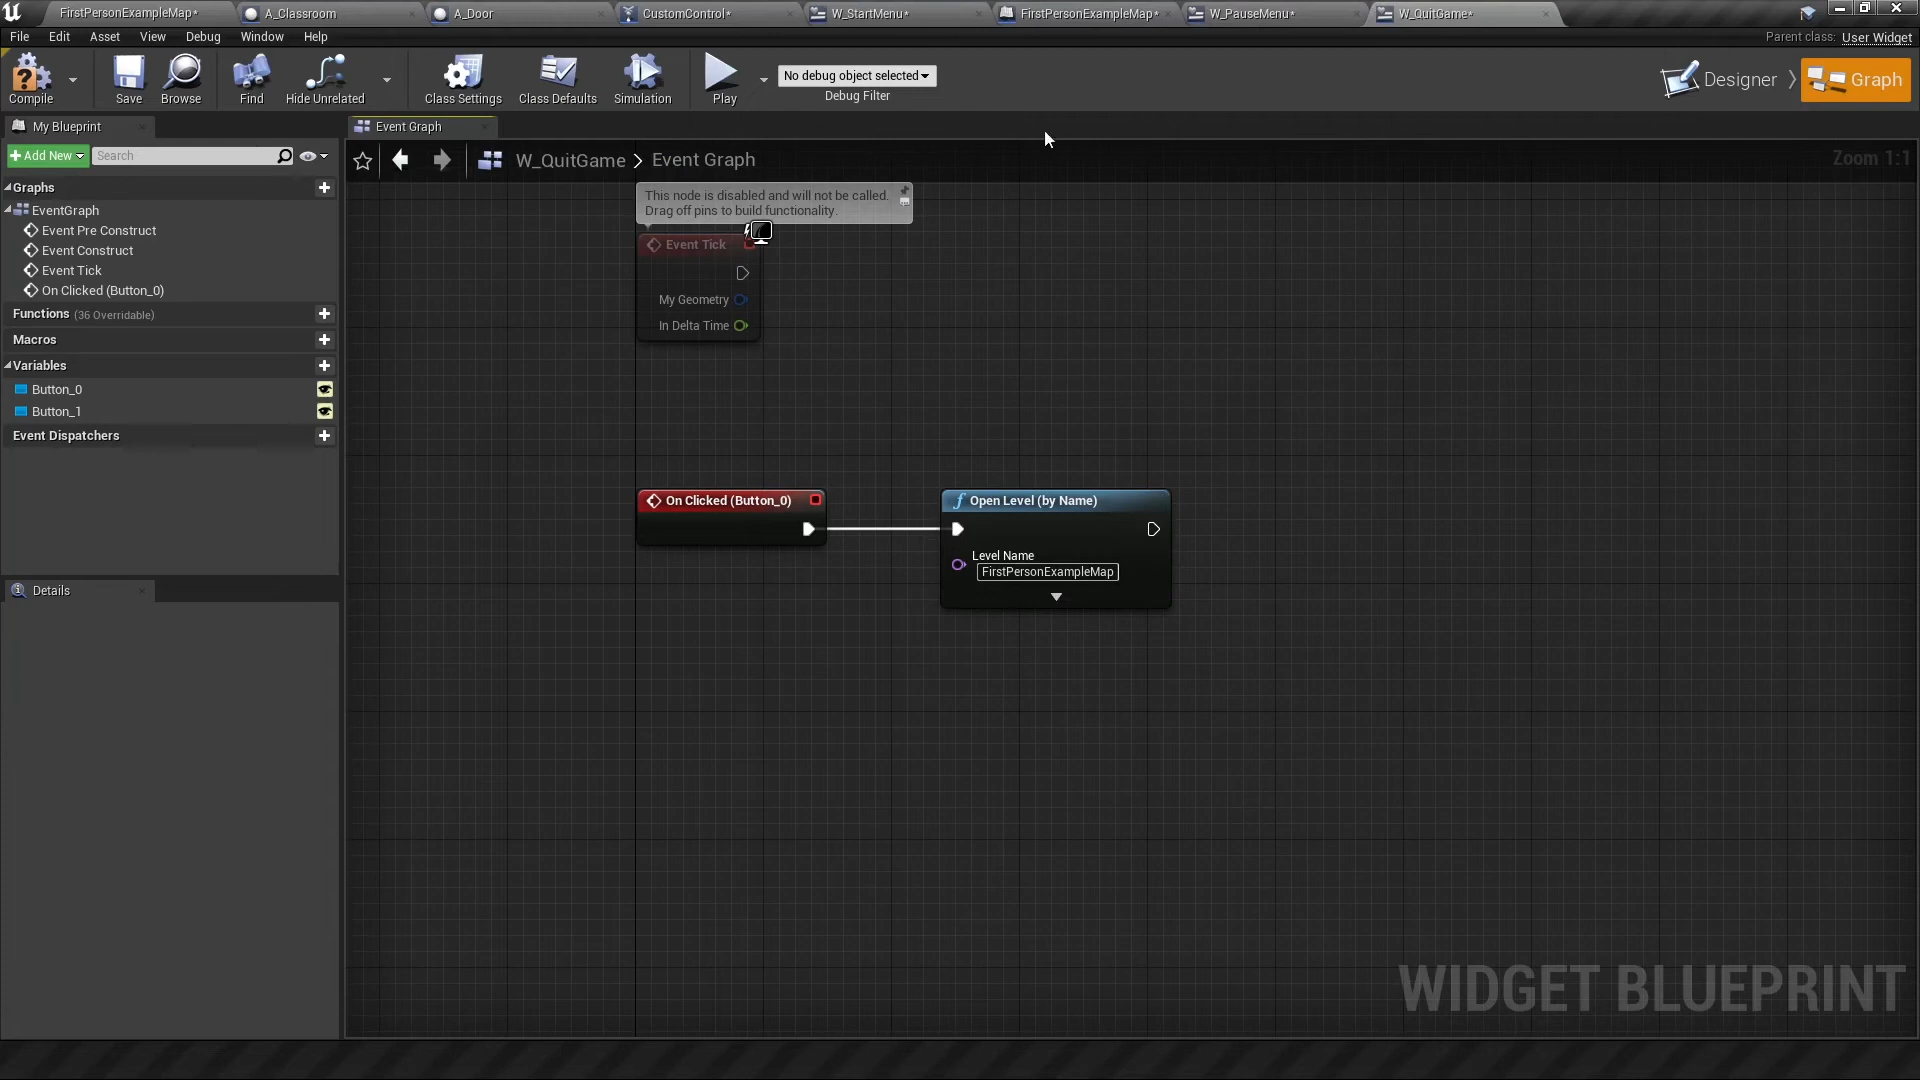 FirstPersonExampleMap*
A_Classroom
A_Door
CustomControl*
W_StartMenu*
FirstPersonExampleMap*
W_PauseMenu*
W_QuitGame*
File Edit Asset View Debug Window Help
Parent class: User Widget
Compile
Save
Browse
Find
Hide Unrelated
Class Settings
Class Defaults
Simulation
Play
No debug object selected
Debug Filter
Designer
Graph
My Blueprint
Event Graph
Add New
Search
W_QuitGame > Event Graph
Zoom 1:1
Graphs
EventGraph
Event Pre Construct
Event Construct
Event Tick
On Clicked (Button_0)
Functions (36 Overridable)
Macros
Variables
Button_0
Button_1
Event Dispatchers
Details
This node is disabled and will not be called.
Drag off pins to build functionality.
Event Tick
My Geometry
In Delta Time
On Clicked (Button_0)
f Open Level (by Name)
Level Name
FirstPersonExampleMap
WIDGET BLUEPRINT